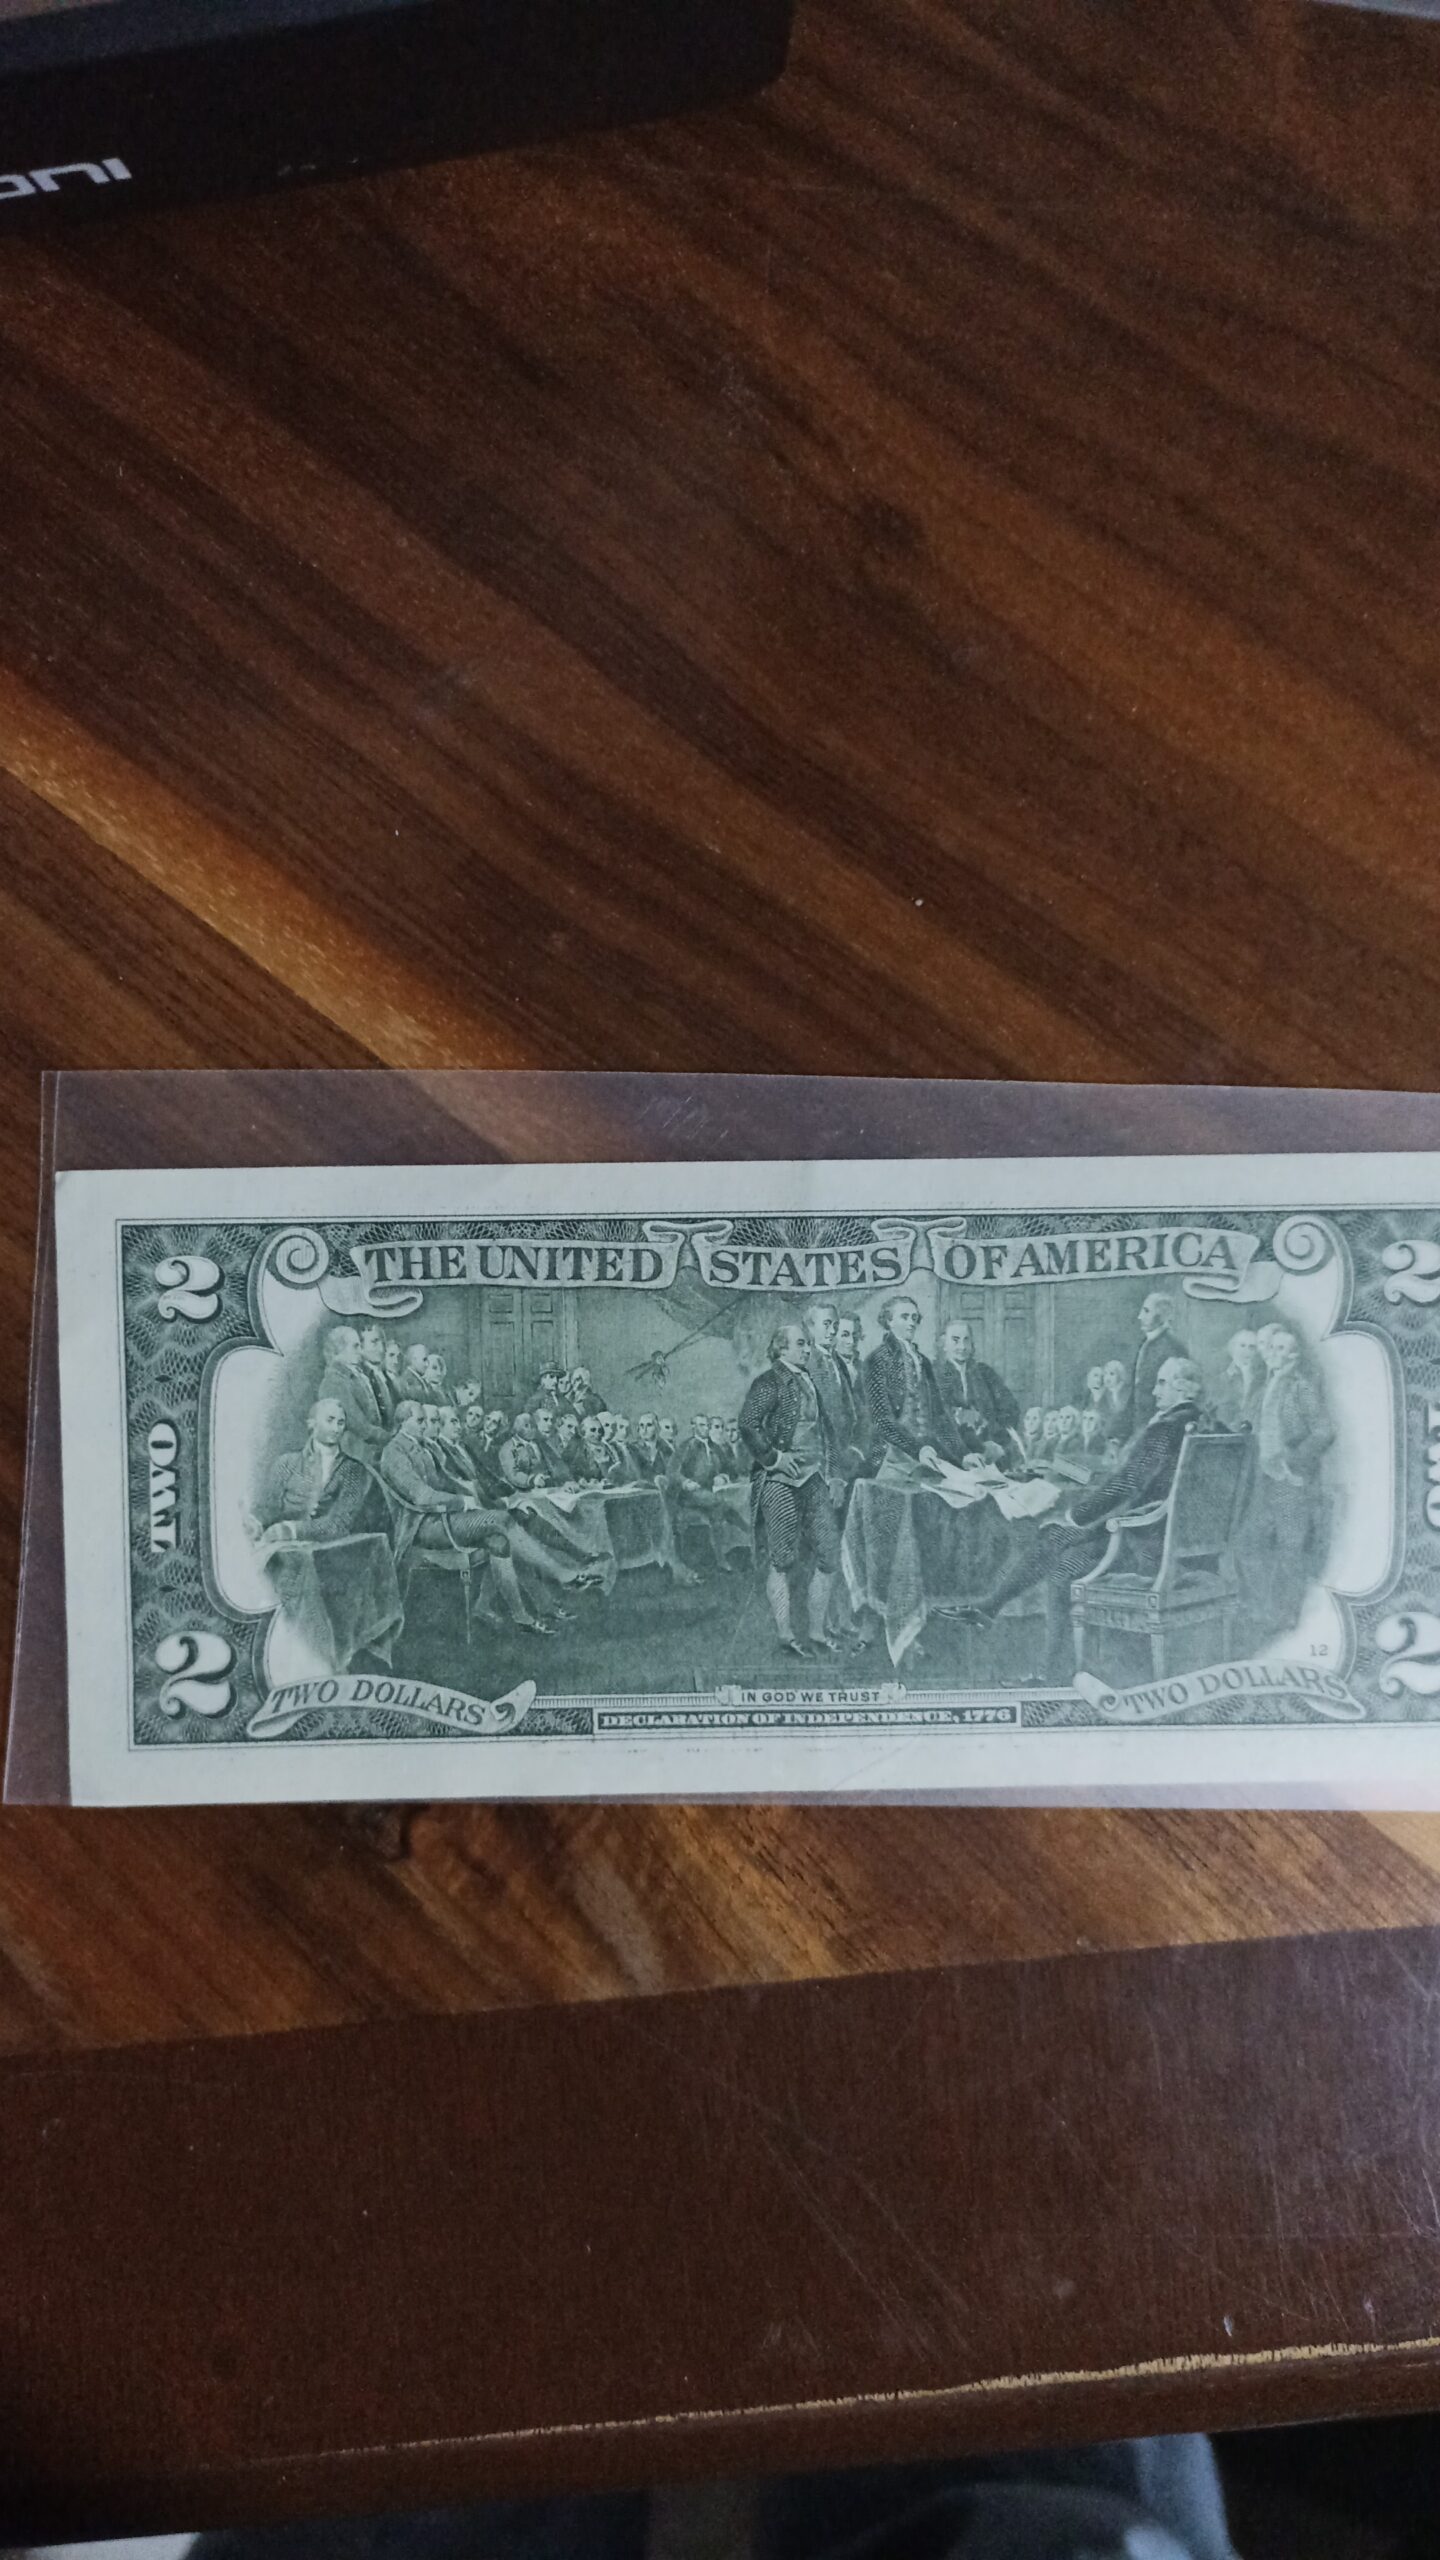 2
THE UNITED STATES OF AMERICA
2
TWO
TWO
2
12
2
TWO DOLLARS
IN GOD WE TRUST
TWO DOLLARS
DECLARATION OF INDEPENDENCE, 1776